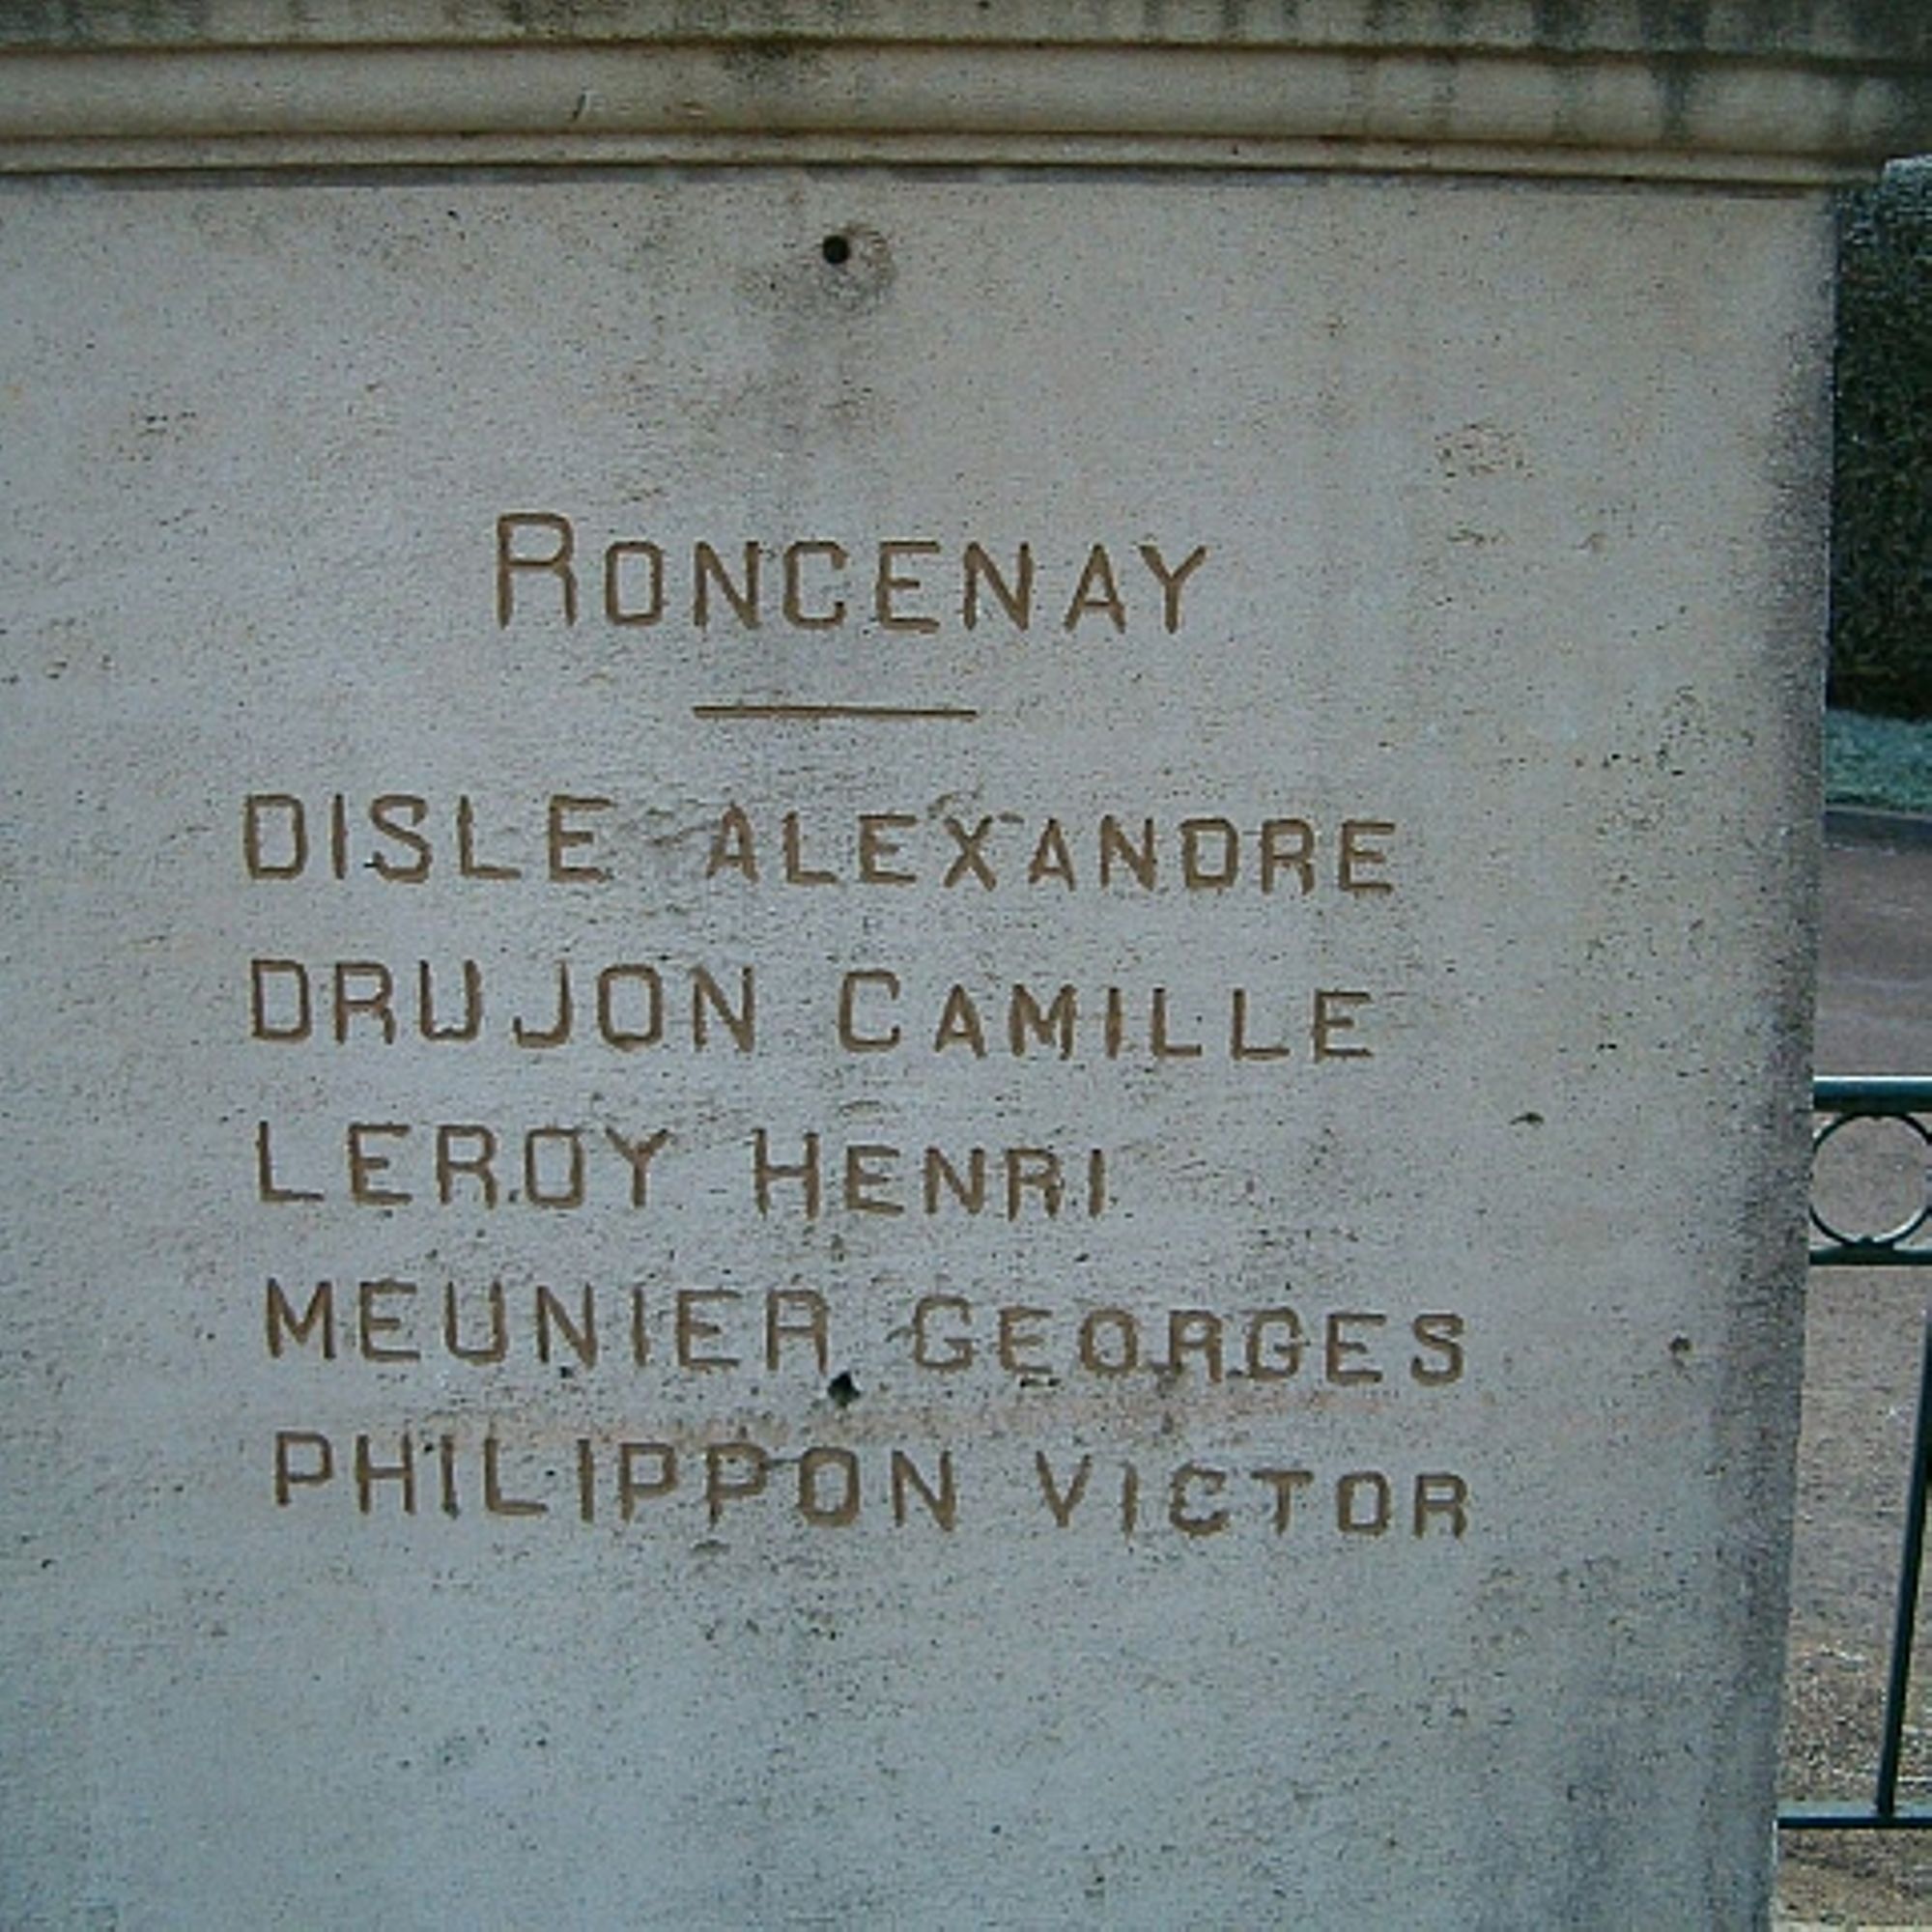 RONCENAY
DISLE ALEXANDRE
DRUJON CAMILLE
LEROY HENRI
MEUNIER GEORGES
PHILIPPON VICTOR